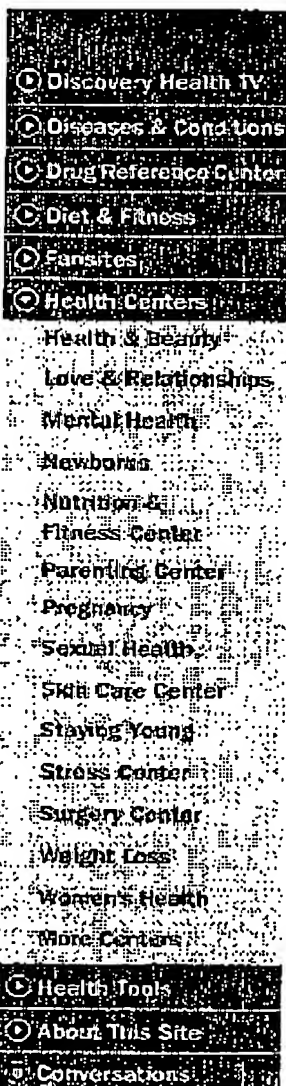 Discovery Health TV
Diseases & Conditions
Drug Reference Center
Diet & Fitness
Fansites
Health Centers
Health & Beauty
Love & Relationships
Mental Health
Newborns
Nutrition &
Fitness Center
Parenting Center
Pregnancy
Sexual Health
Skin Care Center
Staying Young
Stress Center
Surgery Center
Weight Loss
Women's Health
More Centers
Health Tools
About This Site
Conversations